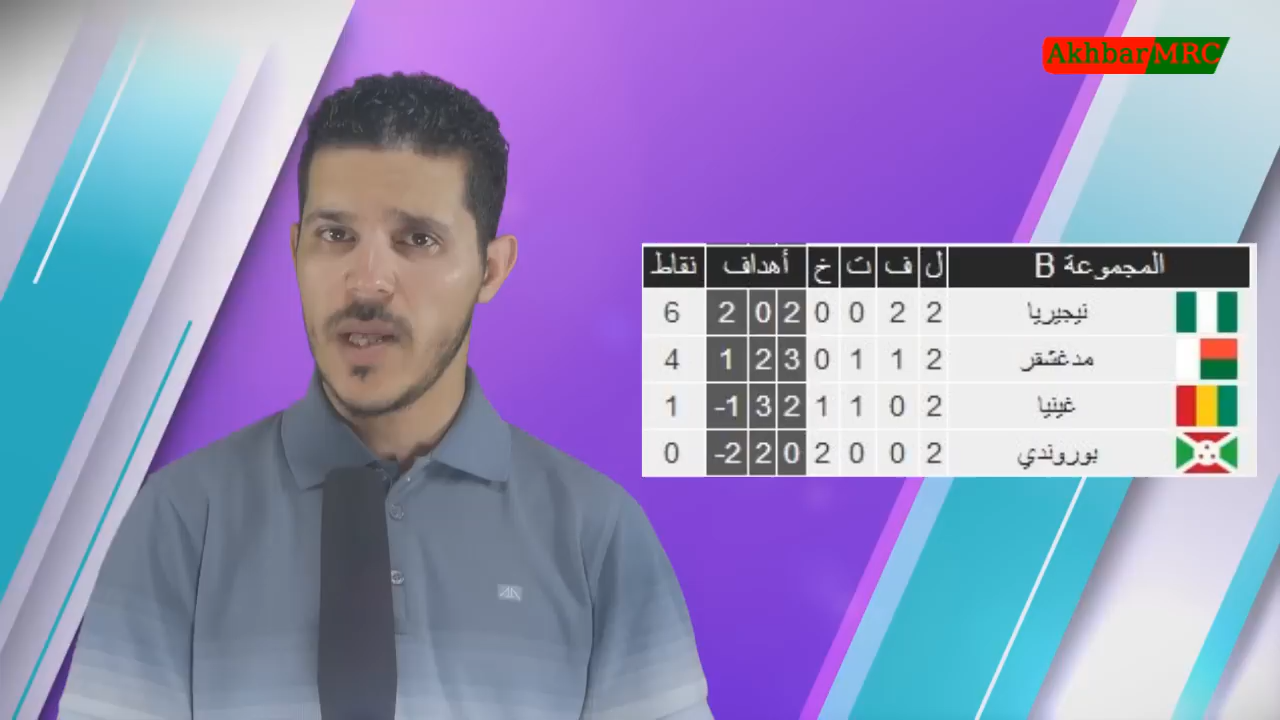 AkhbarMRC
المجموعة B ل ف ت خ أهداف نقاط
نيجيريا 2 2 0 0 2 0 2 6
مدغشقر 2 1 1 0 3 2 1 4
غينيا 2 0 1 1 2 3 -1 1
بوروندي 2 0 0 2 0 2 -2 0